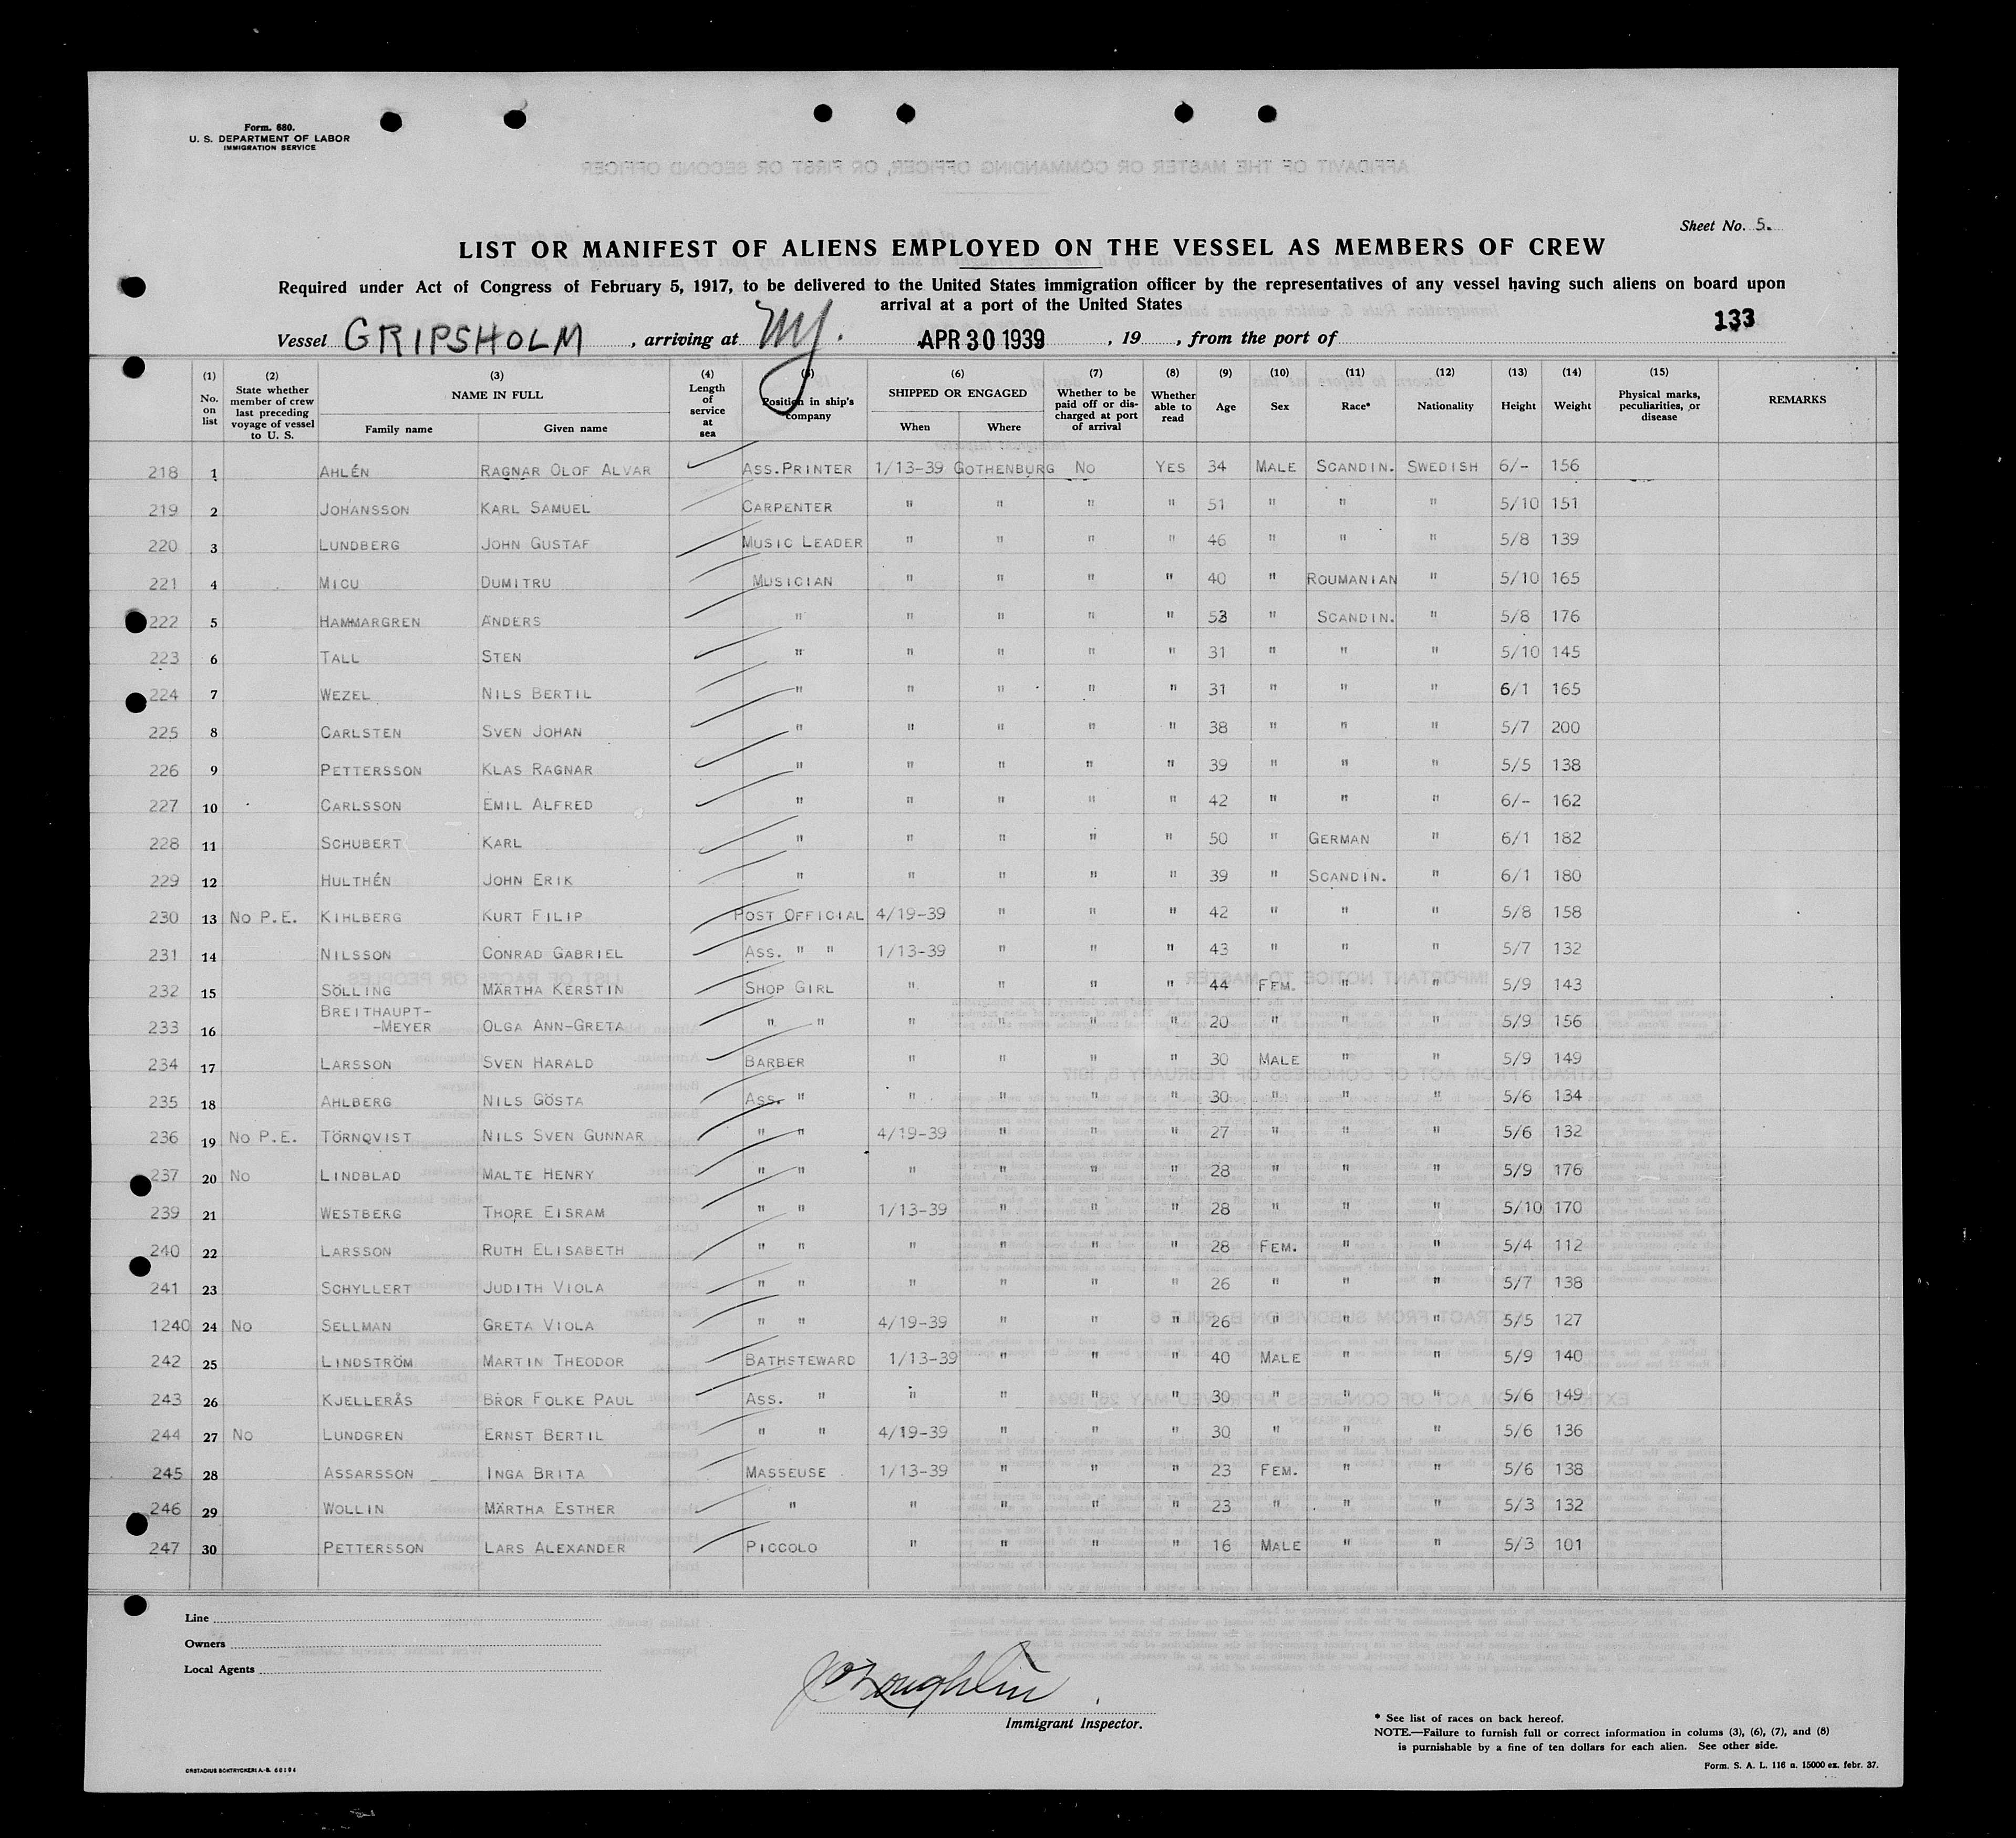 Form. 680.
U. S. DEPARTMENT OF LABOR
IMMIGRATION SERVICE
Sheet No. 5.
LIST OR MANIFEST OF ALIENS EMPLOYED ON THE VESSEL AS MEMBERS OF CREW
Required under Act of Congress of February 5, 1917, to be delivered to the United States immigration officer by the representatives of any vessel having such aliens on board upon
arrival at a port of the United States
133
Vessel GRIPSHOLM , arriving at NY. APR 30 1939 , 19 , from the port of
(1) No. on list (2) State whether member of crew last preceding voyage of vessel to U. S. (3) NAME IN FULL Family name Given name (4) Length of service at sea (5) Position in ship's company (6) SHIPPED OR ENGAGED When Where (7) Whether to be paid off or discharged at port of arrival (8) Whether able to read (9) Age (10) Sex (11) Race* (12) Nationality (13) Height (14) Weight (15) Physical marks, peculiarities, or disease REMARKS
218 1 AHLÉN RAGNAR OLOF ALVAR ASS.PRINTER 1/13-39 GOTHENBURG NO YES 34 MALE SCANDIN. SWEDISH 6/- 156
219 2 JOHANSSON KARL SAMUEL CARPENTER " " " " 51 " " " 5/10 151
220 3 LUNDBERG JOHN GUSTAF MUSIC LEADER " " " " 46 " " " 5/8 139
221 4 MICU DUMITRU MUSICIAN " " " " 40 " ROUMANIAN " 5/10 165
222 5 HAMMARGREN ANDERS " " " " " 53 " SCANDIN. " 5/8 176
223 6 TALL STEN " " " " " 31 " " " 5/10 145
224 7 WEZEL NILS BERTIL " " " " " 31 " " " 6/1 165
225 8 CARLSTEN SVEN JOHAN " " " " " 38 " " " 5/7 200
226 9 PETTERSSON KLAS RAGNAR " " " " " 39 " " " 5/5 138
227 10 CARLSSON EMIL ALFRED " " " " " 42 " " " 6/- 162
228 11 SCHUBERT KARL " " " " " 50 " GERMAN " 6/1 182
229 12 HULTHÉN JOHN ERIK " " " " " 39 " SCANDIN. " 6/1 180
230 13 NO P.E. KIHLBERG KURT FILIP POST OFFICIAL 4/19-39 " " " 42 " " " 5/8 158
231 14 NILSSON CONRAD GABRIEL ASS. " " 1/13-39 " " " 43 " " " 5/7 132
232 15 SÖLLING MÄRTHA KERSTIN SHOP GIRL " " " " 44 FEM. " " 5/9 143
233 16 BREITHAUPT-
-MEYER OLGA ANN-GRETA " " " " " " 20 " " " 5/9 156
234 17 LARSSON SVEN HARALD BARBER " " " " 30 MALE " " 5/9 149
235 18 AHLBERG NILS GÖSTA ASS. " " " " " 30 " " " 5/6 134
236 19 NO P.E. TÖRNQVIST NILS SVEN GUNNAR " " 4/19-39 " " " 27 " " " 5/6 132
237 20 NO LINDBLAD MALTE HENRY " " " " " " 28 " " " 5/9 176
239 21 WESTBERG THORE EISRAM " " 1/13-39 " " " 28 " " " 5/10 170
240 22 LARSSON RUTH ELISABETH " " " " " " 28 FEM. " " 5/4 112
241 23 SCHYLLERT JUDITH VIOLA " " " " " " 26 " " " 5/7 138
1240 24 NO SELLMAN GRETA VIOLA " " 4/19-39 " " " 26 " " " 5/5 127
242 25 LINDSTRÖM MARTIN THEODOR BATHSTEWARD 1/13-39 " " " 40 MALE " " 5/9 140
243 26 KJELLERÅS BROR FOLKE PAUL ASS. " " " " " 30 " " " 5/6 149
244 27 NO LUNDGREN ERNST BERTIL " " 4/19-39 " " " 30 " " " 5/6 136
245 28 ASSARSSON INGA BRITA MASSEUSE 1/13-39 " " " 23 FEM. " " 5/6 138
246 29 WOLLIN MÄRTHA ESTHER " " " " " 23 " " " 5/3 132
247 30 PETTERSSON LARS ALEXANDER PICCOLO " " " " 16 MALE " " 5/3 101
Line
Owners
Local Agents
Immigrant Inspector.
* See list of races on back hereof.
NOTE.—Failure to furnish full or correct information in colums (3), (6), (7), and (8)
is punishable by a fine of ten dollars for each alien. See other side.
ORSTADIUS BOKTRYCKERI A.-B. 60194
Form. S. A. L. 116 a. 15000 ex. febr. 37.